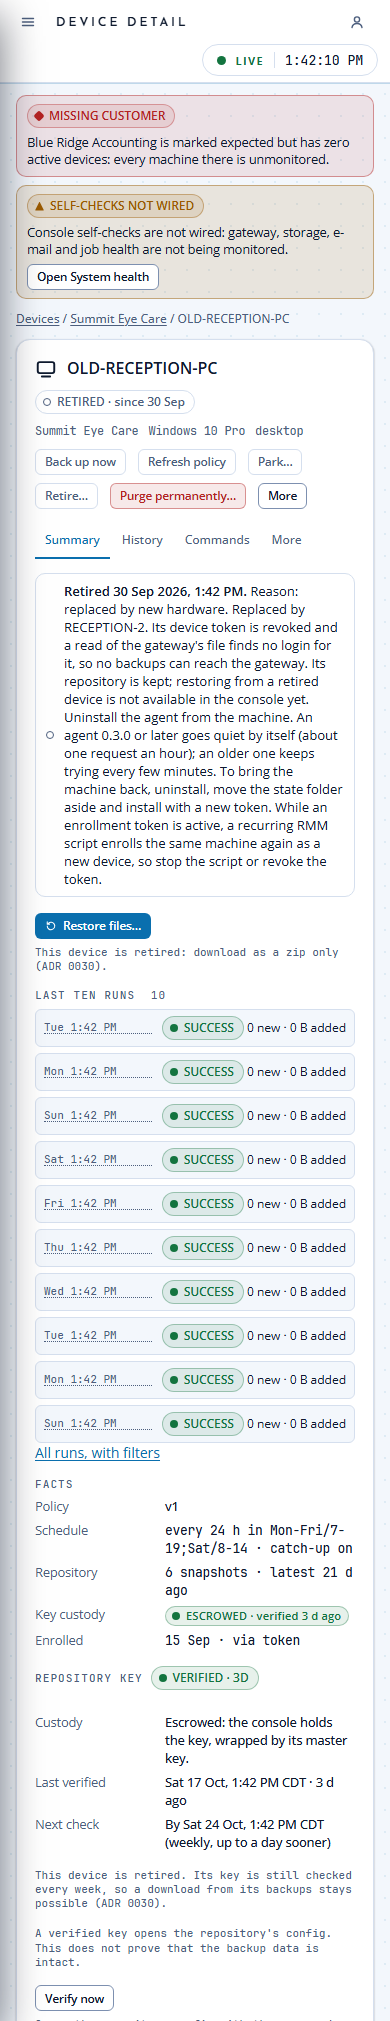 DEVICE DETAIL
LIVE 1:42:10 PM
MISSING CUSTOMER
Blue Ridge Accounting is marked expected but has zero
active devices: every machine there is unmonitored.
SELF-CHECKS NOT WIRED
Console self-checks are not wired: gateway, storage, e-
mail and job health are not being monitored.
Open System health
Devices / Summit Eye Care / OLD-RECEPTION-PC
OLD-RECEPTION-PC
RETIRED · since 30 Sep
Summit Eye Care Windows 10 Pro desktop
Back up now Refresh policy Park...
Retire... Purge permanently... More
Summary History Commands More
Retired 30 Sep 2026, 1:42 PM. Reason:
replaced by new hardware. Replaced by
RECEPTION-2. Its device token is revoked and
a read of the gateway's file finds no login for
it, so no backups can reach the gateway. Its
repository is kept; restoring from a retired
device is not available in the console yet.
Uninstall the agent from the machine. An
agent 0.3.0 or later goes quiet by itself (about
one request an hour); an older one keeps
trying every few minutes. To bring the
machine back, uninstall, move the state folder
aside and install with a new token. While an
enrollment token is active, a recurring RMM
script enrolls the same machine again as a
new device, so stop the script or revoke the
token.
Restore files...
This device is retired: download as a zip only
(ADR 0030).
LAST TEN RUNS 10
Tue 1:42 PM SUCCESS 0 new · 0 B added
Mon 1:42 PM SUCCESS 0 new · 0 B added
Sun 1:42 PM SUCCESS 0 new · 0 B added
Sat 1:42 PM SUCCESS 0 new · 0 B added
Fri 1:42 PM SUCCESS 0 new · 0 B added
Thu 1:42 PM SUCCESS 0 new · 0 B added
Wed 1:42 PM SUCCESS 0 new · 0 B added
Tue 1:42 PM SUCCESS 0 new · 0 B added
Mon 1:42 PM SUCCESS 0 new · 0 B added
Sun 1:42 PM SUCCESS 0 new · 0 B added
All runs, with filters
FACTS
Policy v1
Schedule every 24 h in Mon-Fri/7-
19;Sat/8-14 · catch-up on
Repository 6 snapshots · latest 21 d
ago
Key custody ESCROWED · verified 3 d ago
Enrolled 15 Sep · via token
REPOSITORY KEY VERIFIED · 3D
Custody Escrowed: the console holds
the key, wrapped by its master
key.
Last verified Sat 17 Oct, 1:42 PM CDT · 3 d
ago
Next check By Sat 24 Oct, 1:42 PM CDT
(weekly, up to a day sooner)
This device is retired. Its key is still checked
every week, so a download from its backups stays
possible (ADR 0030).
A verified key opens the repository's config.
This does not prove that the backup data is
intact.
Verify now